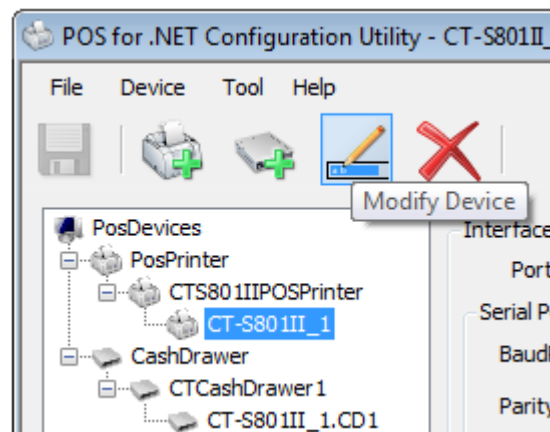 POS for .NET Configuration Utility - CT-S801II_
File Device Tool Help
Modify Device
PosDevices
Interface
PosPrinter
Port
CTS801IIPOSPrinter
Serial P
CT-S801II_1
CashDrawer
Baud
CTCashDrawer1
Parity
CT-S801II_1.CD1